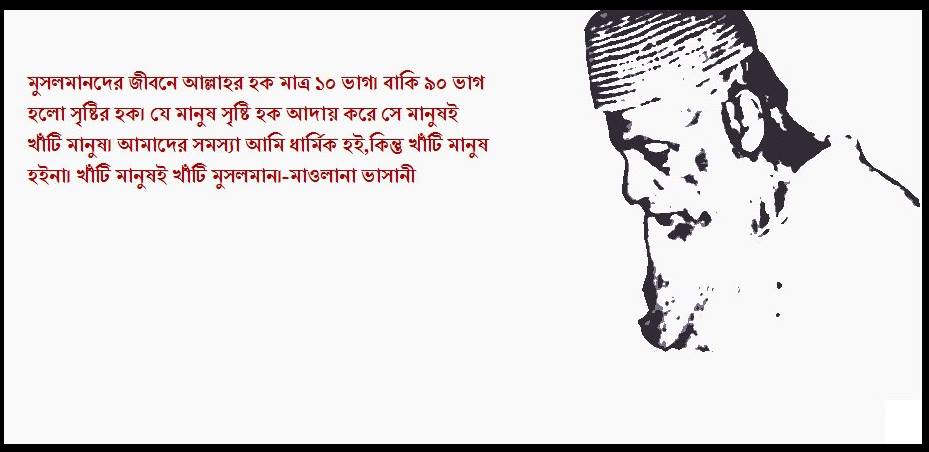 মুসলমানদের জীবনে আল্লাহর হক মাত্র ১০ ভাগ। বাকি ৯০ ভাগ
হলো সৃষ্টির হক। যে মানুষ সৃষ্টি হক আদায় করে সে মানুষই
খাঁটি মানুষ। আমাদের সমস্যা আমি ধার্মিক হই,কিন্তু খাঁটি মানুষ
হইনা। খাঁটি মানুষই খাঁটি মুসলমান।-মাওলানা ভাসানী